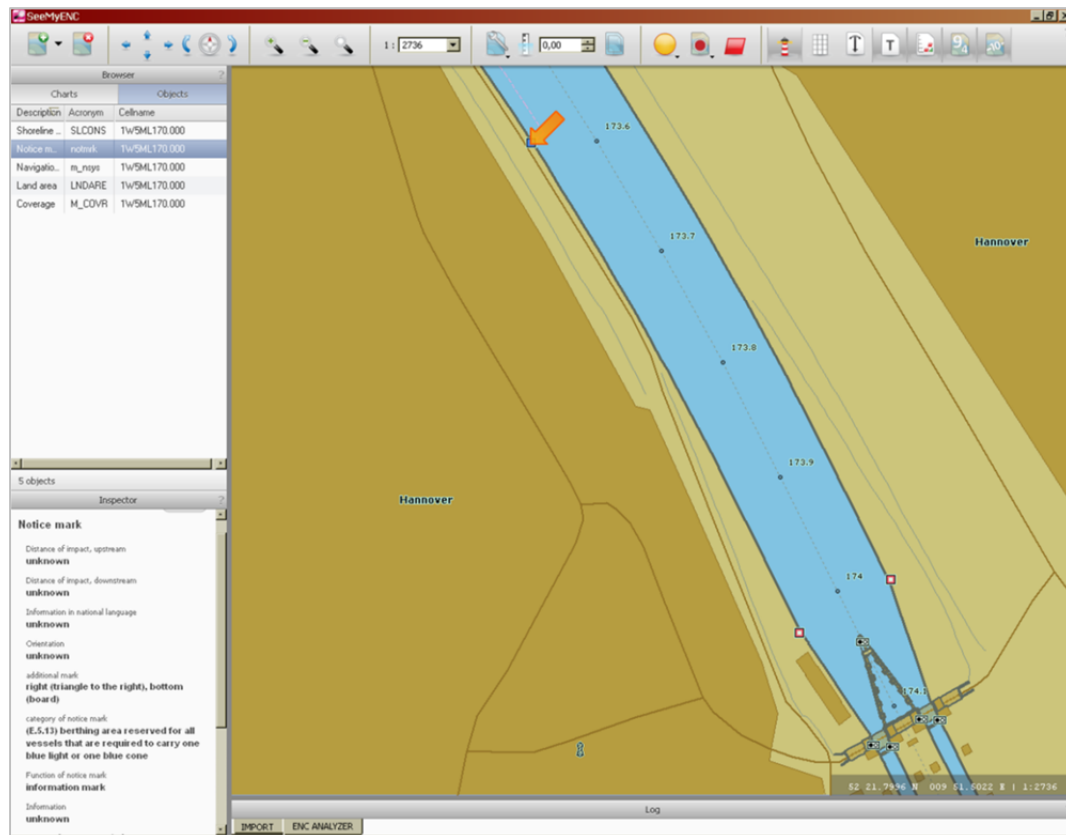 SeeMyENC
1 : 2736
0,00
T
Browser
Charts Objects
Description Acronym Cellname
Shoreline .. SLCONS 1W5ML170.000
Notice m.. notmrk 1W5ML170.000
Navigatio.. m_nsys 1W5ML170.000
Land area LNDARE 1W5ML170.000
Coverage M_COVR 1W5ML170.000
5 objects
Inspector
Notice mark
Distance of impact, upstream
unknown
Distance of impact, downstream
unknown
Information in national language
unknown
Orientation
unknown
additional mark
right (triangle to the right), bottom
(board)
category of notice mark
(E.5.13) berthing area reserved for all
vessels that are required to carry one
blue light or one blue cone
Function of notice mark
information mark
Information
unknown
173.6
173.7
Hannover
173.8
173.9
Hannover
174
174.1
52 21.7996 N 009 51.5022 E | 1:2736
Log
IMPORT ENC ANALYZER